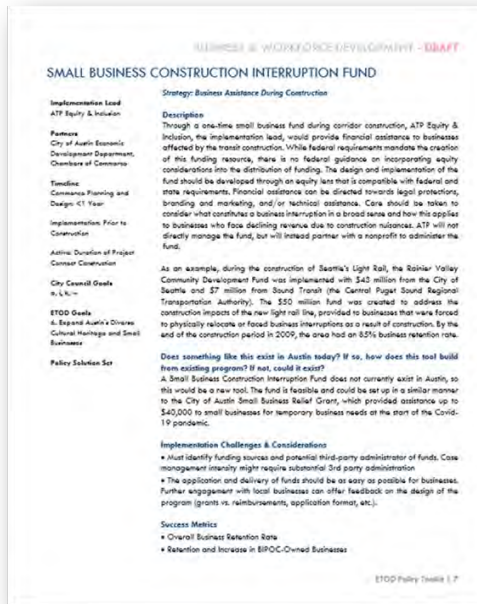 BUSINESS & WORKFORCE DEVELOPMENT - DRAFT
SMALL BUSINESS CONSTRUCTION INTERRUPTION FUND
Implementation Lead
ATP Equity & Inclusion
Partners
City of Austin Economic
Development Department,
Chambers of Commerce
Timeline
Commence Planning and
Design: <1 Year
Implementation: Prior to
Construction
Active: Duration of Project
Connect Construction
City Council Goals
ETOD Goals
6. Expand Austin's Diverse
Cultural Heritage and Small
Businesses
Policy Solution Set
Strategy: Business Assistance During Construction
Description
Through a one-time small business fund during corridor construction, ATP Equity &
Inclusion, the implementation lead, would provide financial assistance to businesses
affected by the transit construction. While federal requirements mandate the creation
of this funding resource, there is no federal guidance on incorporating equity
considerations into the distribution of funding. The design and implementation of the
fund should be developed through an equity lens that is compatible with federal and
state requirements. Financial assistance can be directed towards legal protections,
branding and marketing, and/or technical assistance. Care should be taken to
consider what constitutes a business interruption in a broad sense and how this applies
to businesses who face declining revenue due to construction nuisances. ATP will not
directly manage the fund, but will instead partner with a nonprofit to administer the
fund.
As an example, during the construction of Seattle's Light Rail, the Rainier Valley
Community Development Fund was implemented with $43 million from the City of
Seattle and $7 million from Sound Transit (the Central Puget Sound Regional
Transportation Authority). The $50 million fund was created to address the
construction impacts of the new light rail line, provided to businesses that were forced
to physically relocate or faced business interruptions as a result of construction. By the
end of the construction period in 2009, the area had an 85% business retention rate.
Does something like this exist in Austin today? If so, how does this tool build
from existing programs? If not, could it exist?
A Small Business Construction Interruption Fund does not currently exist in Austin, so
this would be a new tool. The fund is feasible and could be set up in a similar manner
to the City of Austin Small Business Relief Grant, which provided assistance up to
$40,000 to small businesses for temporary business needs at the start of the Covid-
19 pandemic.
Implementation Challenges & Considerations
• Must identify funding sources and potential third-party administrator of funds. Case
management intensity might require substantial 3rd party administration
• The application and delivery of funds should be as easy as possible for businesses.
Further engagement with local businesses can offer feedback on the design of the
program (grants vs. reimbursements, application format, etc.).
Success Metrics
• Overall Business Retention Rate
• Retention and Increase in BIPOC-Owned Businesses
ETOD Policy Toolkit | 7